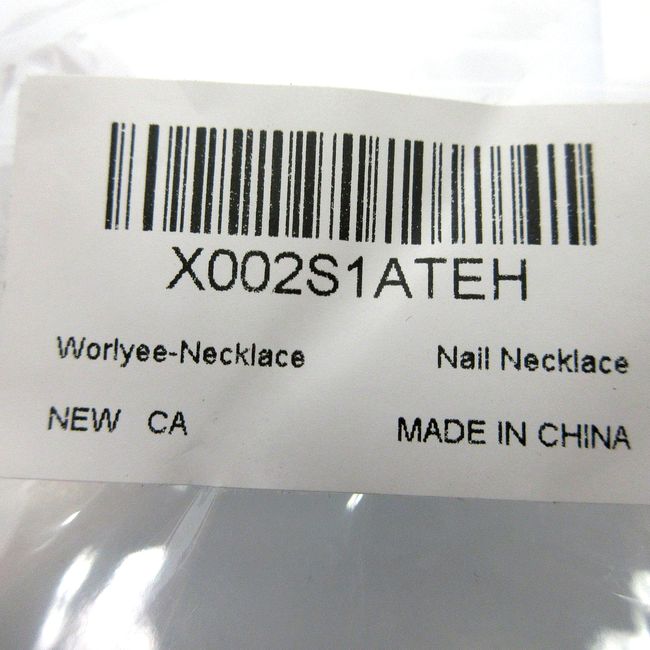 X002S1ATEH
Worlyee-Necklace Nail Necklace
NEW CA MADE IN CHINA